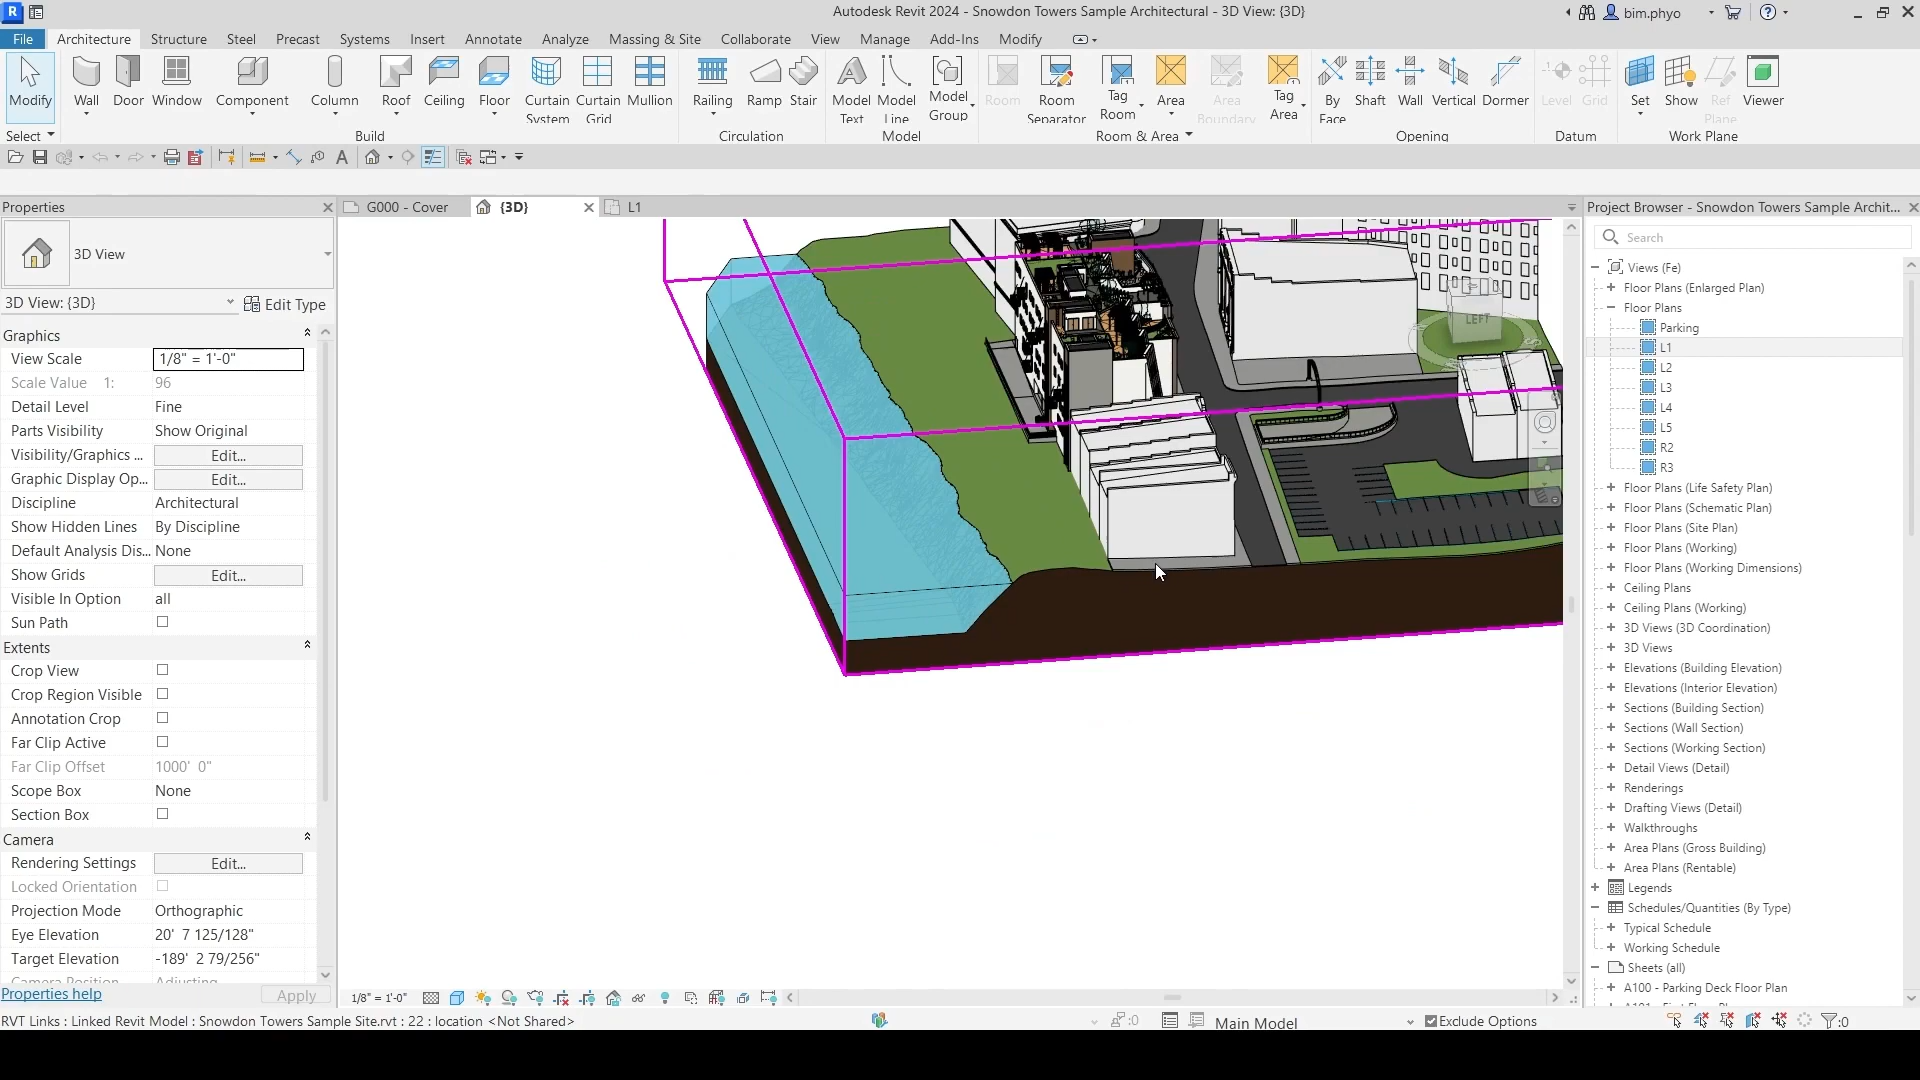 Autodesk Revit 2024 - Snowdon Towers Sample Architectural - 3D View: {3D}
bim.phyo
File Architecture Structure Steel Precast Systems Insert Annotate Analyze Massing & Site Collaborate View Manage Add-Ins Modify
Modify Wall Door Window Component Column Roof Ceiling Floor Curtain System Curtain Grid Mullion Railing Ramp Stair Model Text Model Line Model Group Room Room Separator Tag Room Area Area Boundary Tag Area By Face Shaft Wall Vertical Dormer Level Grid Set Show Ref Plane Viewer
Select Build Circulation Model Room & Area Opening Datum Work Plane
Properties
G000 - Cover {3D} L1
Project Browser - Snowdon Towers Sample Archit...
3D View
3D View: {3D}
Edit Type
Graphics
View Scale 1/8" = 1'-0"
Scale Value 1: 96
Detail Level Fine
Parts Visibility Show Original
Visibility/Graphics ... Edit...
Graphic Display Op... Edit...
Discipline Architectural
Show Hidden Lines By Discipline
Default Analysis Dis... None
Show Grids Edit...
Visible In Option all
Sun Path
Extents
Crop View
Crop Region Visible
Annotation Crop
Far Clip Active
Far Clip Offset 1000' 0"
Scope Box None
Section Box
Camera
Rendering Settings Edit...
Locked Orientation
Projection Mode Orthographic
Eye Elevation 20' 7 125/128"
Target Elevation -189' 2 79/256"
Camera Position Adjusting
Properties help
Apply
LEFT
Search
Views (Fe)
Floor Plans (Enlarged Plan)
Floor Plans
Parking
L1
L2
L3
L4
L5
R2
R3
Floor Plans (Life Safety Plan)
Floor Plans (Schematic Plan)
Floor Plans (Site Plan)
Floor Plans (Working)
Floor Plans (Working Dimensions)
Ceiling Plans
Ceiling Plans (Working)
3D Views (3D Coordination)
3D Views
Elevations (Building Elevation)
Elevations (Interior Elevation)
Sections (Building Section)
Sections (Wall Section)
Sections (Working Section)
Detail Views (Detail)
Renderings
Drafting Views (Detail)
Walkthroughs
Area Plans (Gross Building)
Area Plans (Rentable)
Legends
Schedules/Quantities (By Type)
Typical Schedule
Working Schedule
Sheets (all)
A100 - Parking Deck Floor Plan
1/8" = 1'-0"
RVT Links : Linked Revit Model : Snowdon Towers Sample Site.rvt : 22 : location <Not Shared>
:0
Main Model
Exclude Options
:0